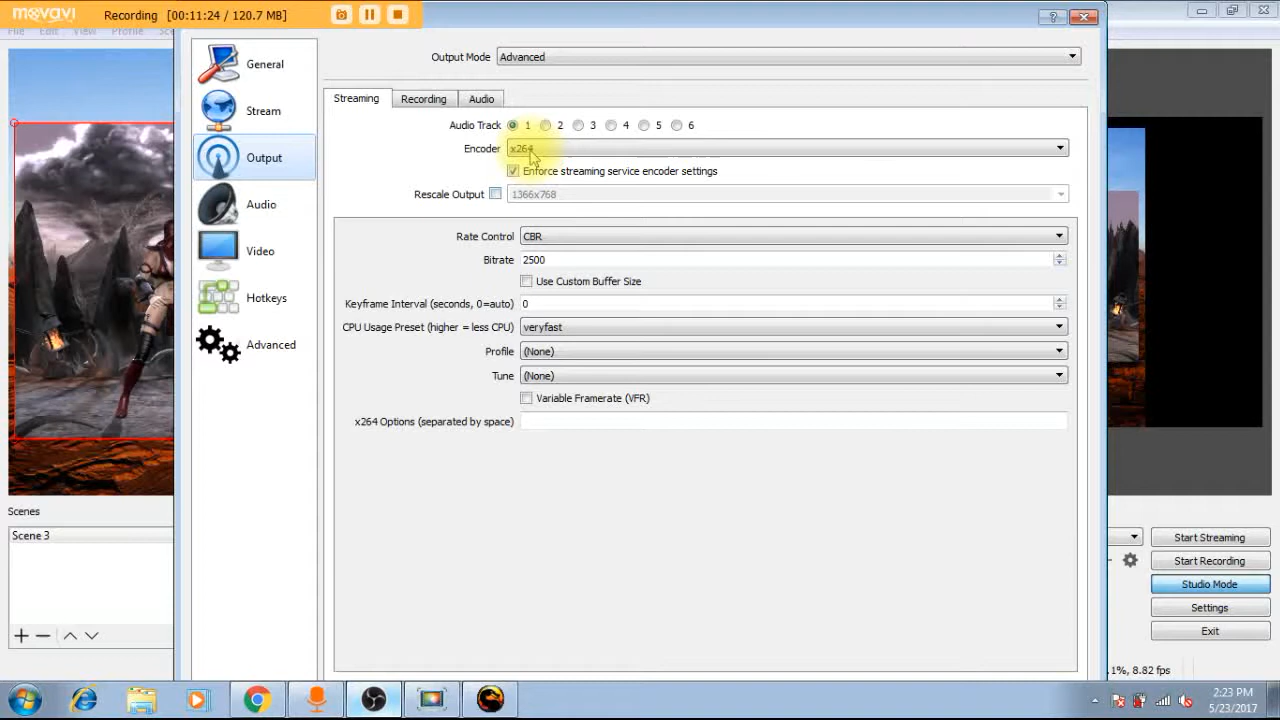 movavi Recording [00:11:24 / 120.7 MB]
File Edit View Profile
General
Stream
Output
Audio
Video
Hotkeys
Advanced
Output Mode Advanced
Streaming Recording Audio
Audio Track 1 2 3 4 5 6
Encoder x264
Enforce streaming service encoder settings
Rescale Output 1366x768
Rate Control CBR
Bitrate 2500
Use Custom Buffer Size
Keyframe Interval (seconds, 0=auto) 0
CPU Usage Preset (higher = less CPU) veryfast
Profile (None)
Tune (None)
Variable Framerate (VFR)
x264 Options (separated by space)
Scenes
Scene 3
Start Streaming
Start Recording
Studio Mode
Settings
Exit
1%, 8.82 fps
2:23 PM
5/23/2017